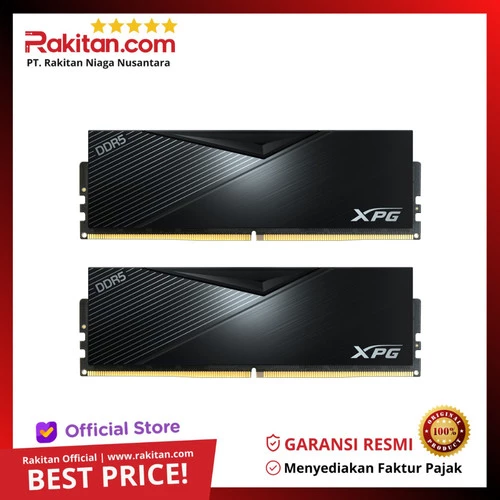 Rakitan.com
PT. Rakitan Niaga Nusantara
DDR5
XPG
DDR5
XPG
Official Store
Rakitan Official | www.rakitan.com
BEST PRICE!
GARANSI RESMI
Menyediakan Faktur Pajak
ORIGINAL
100%
PRODUCT